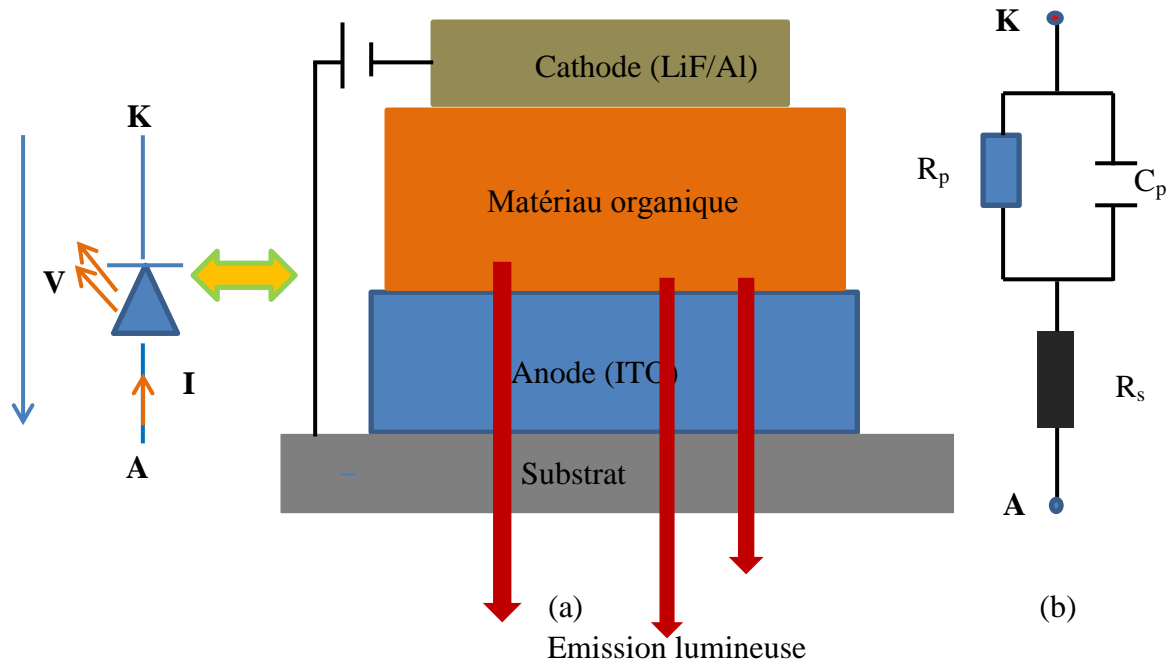 K
V
I
A
Cathode (LiF/Al)
Matériau organique
Anode (ITO)
Substrat
(a)
Emission lumineuse
K
Rp
Cp
Rs
A
(b)